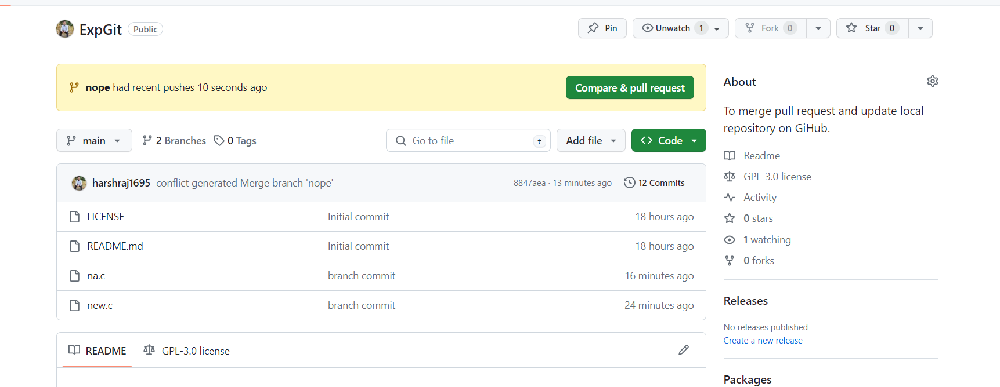 ExpGit Public Pin Unwatch 1 Fork 0 Star 0
nope had recent pushes 10 seconds ago Compare & pull request
main 2 Branches 0 Tags Go to file t Add file Code
harshraj1695 conflict generated Merge branch 'nope' 8847aea · 13 minutes ago 12 Commits
LICENSE Initial commit 18 hours ago
README.md Initial commit 18 hours ago
na.c branch commit 16 minutes ago
new.c branch commit 24 minutes ago
README GPL-3.0 license
About
To merge pull request and update local
repository on GiHub.
Readme
GPL-3.0 license
Activity
0 stars
1 watching
0 forks
Releases
No releases published
Create a new release
Packages